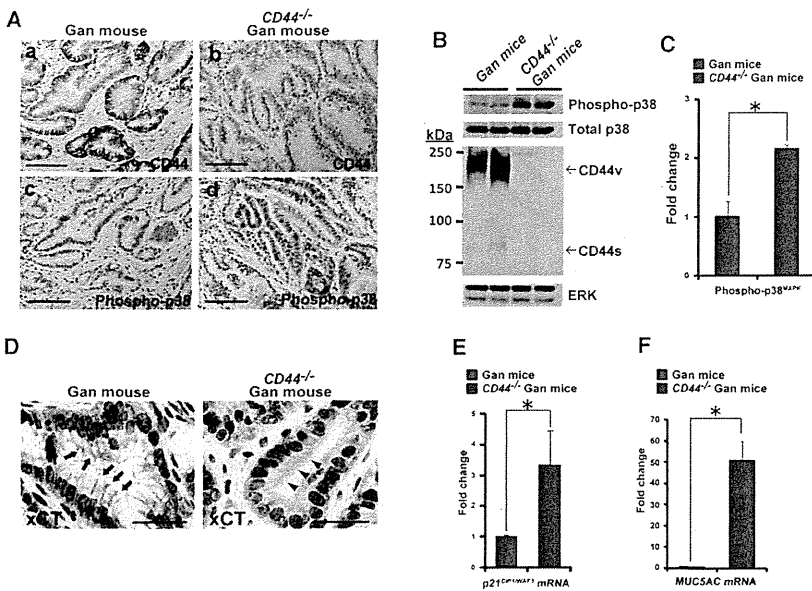 A
Gan mouse
CD44-/-
Gan mouse
a
CD44
b
CD44
c
Phospho-p38
d
Phospho-p38
B
Gan mice
CD44-/-
Gan mice
Phospho-p38
Total p38
kDa
250
150
100
75
←CD44v
←CD44s
ERK
C
Gan mice
CD44-/- Gan mice
Fold change
3
2
1
0
*
Phospho-p38MAPK
D
Gan mouse
CD44-/-
Gan mouse
xCT
xCT
E
Gan mice
CD44-/- Gan mice
Fold change
5
4
3
2
1
0
*
mRNA
F
Gan mice
CD44-/- Gan mice
Fold change
70
60
50
40
30
20
10
0
*
MUC5AC mRNA